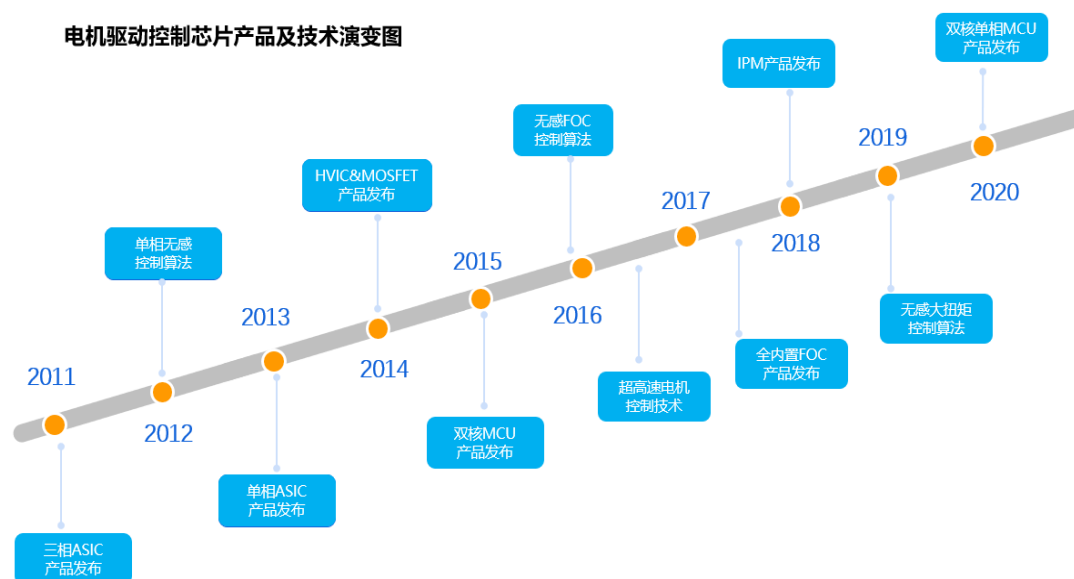 电机驱动控制芯片产品及技术演变图
双核单相MCU
产品发布
IPM产品发布
无感FOC
控制算法
2019
HVIC&MOSFET
产品发布
2017
2020
单相无感
控制算法
2018
2015
2013
2016
无感大扭矩
控制算法
2014
全内置FOC
产品发布
2011
超高速电机
控制技术
2012
双核MCU
产品发布
单相ASIC
产品发布
三相ASIC
产品发布